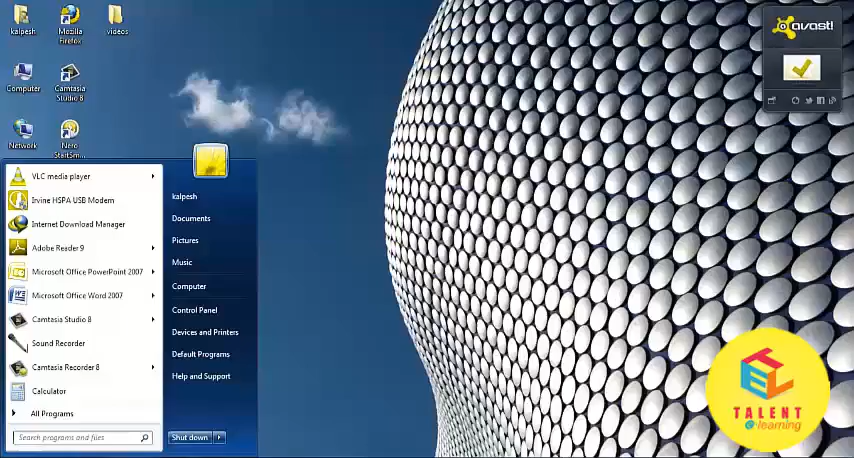 kalpesh
Mozilla
Firefox
videos
Computer
Camtasia
Studio 8
Network
Nero
StartSm...
avast!
VLC media player
Irvine HSPA USB Modem
Internet Download Manager
Adobe Reader 9
Microsoft Office PowerPoint 2007
Microsoft Office Word 2007
Camtasia Studio 8
Sound Recorder
Camtasia Recorder 8
Calculator
All Programs
Search programs and files
kalpesh
Documents
Pictures
Music
Computer
Control Panel
Devices and Printers
Default Programs
Help and Support
Shut down
TEL
TALENT
e-learning